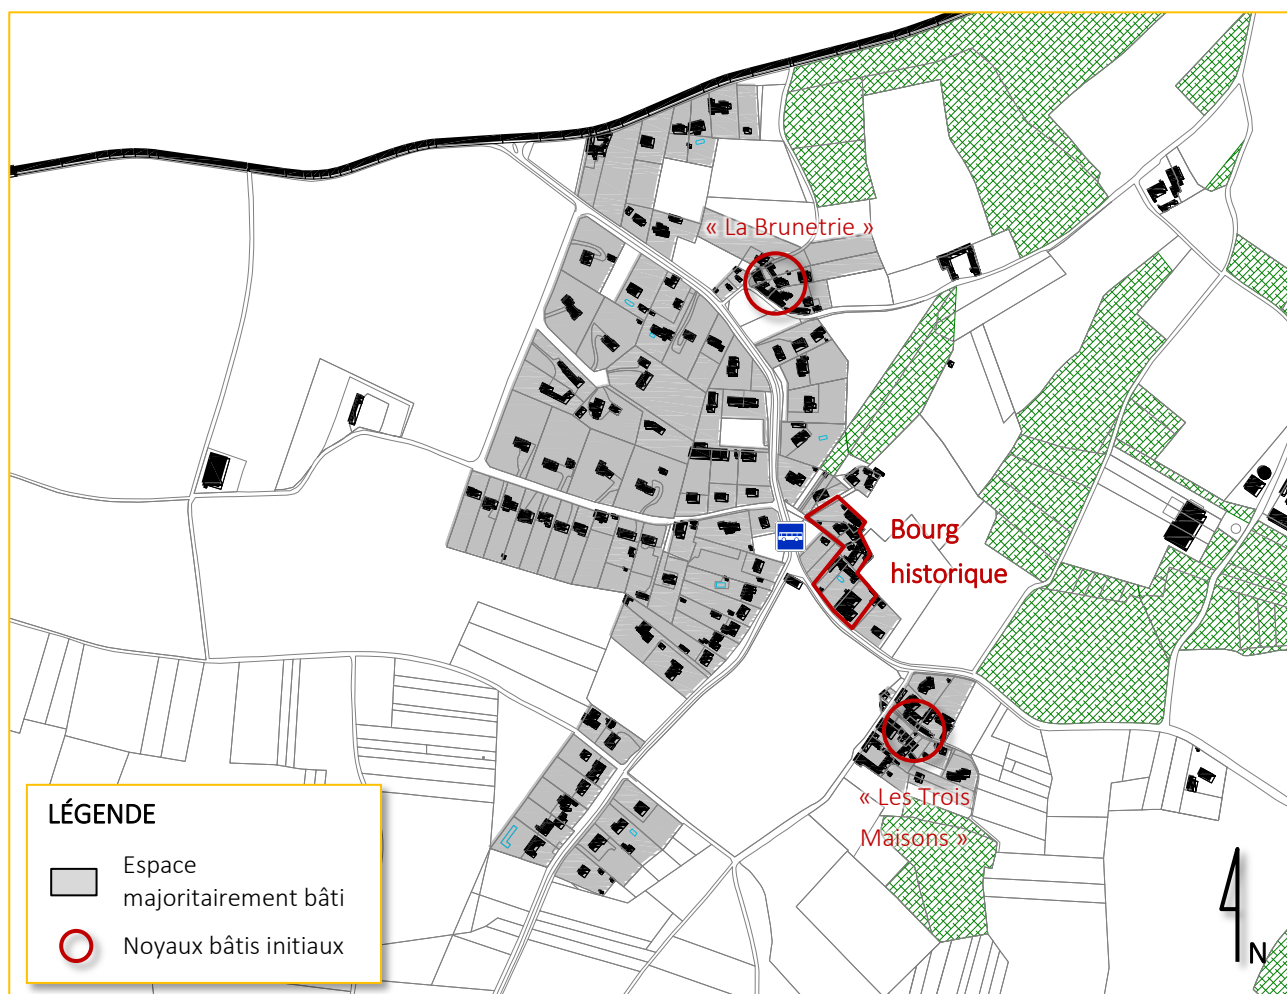 « La Brunetrie »
Bourg
historique
« Les Trois
Maisons »
LÉGENDE
Espace
majoritairement bâti
Noyaux bâtis initiaux
N